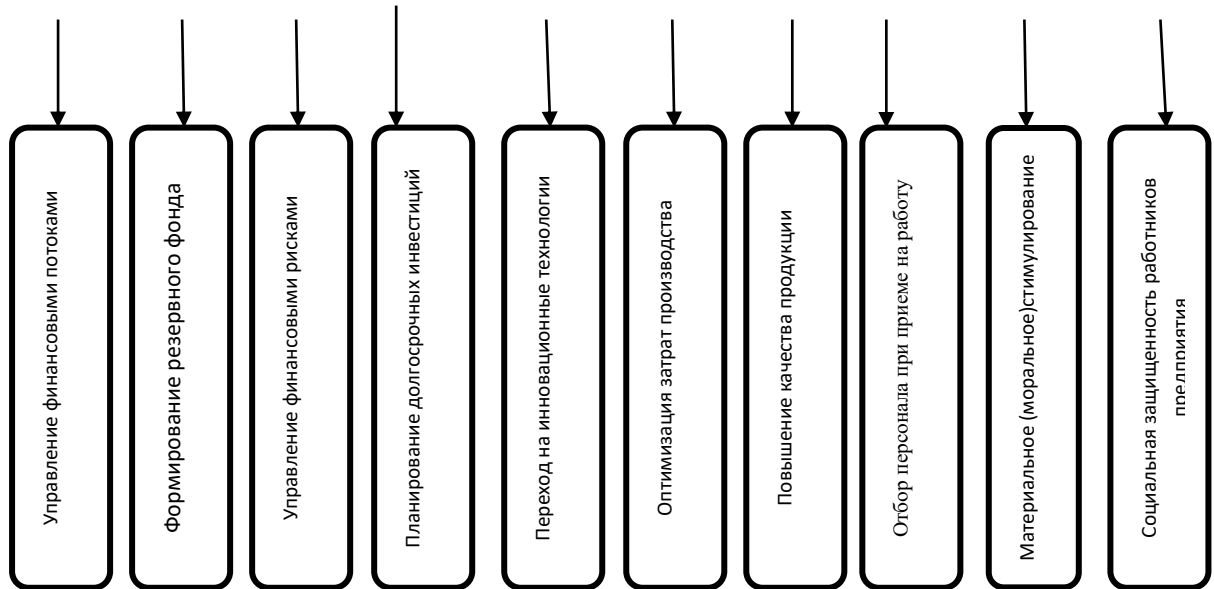 Управление финансовыми потоками
Формирование резервного фонда
Управление финансовыми рисками
Планирование долгосрочных инвестиций
Переход на инновационные технологии
Оптимизация затрат производства
Повышение качества продукции
Отбор персонала при приеме на работу
Материальное (моральное)стимулирование
Социальная защищенность работников
предприятия